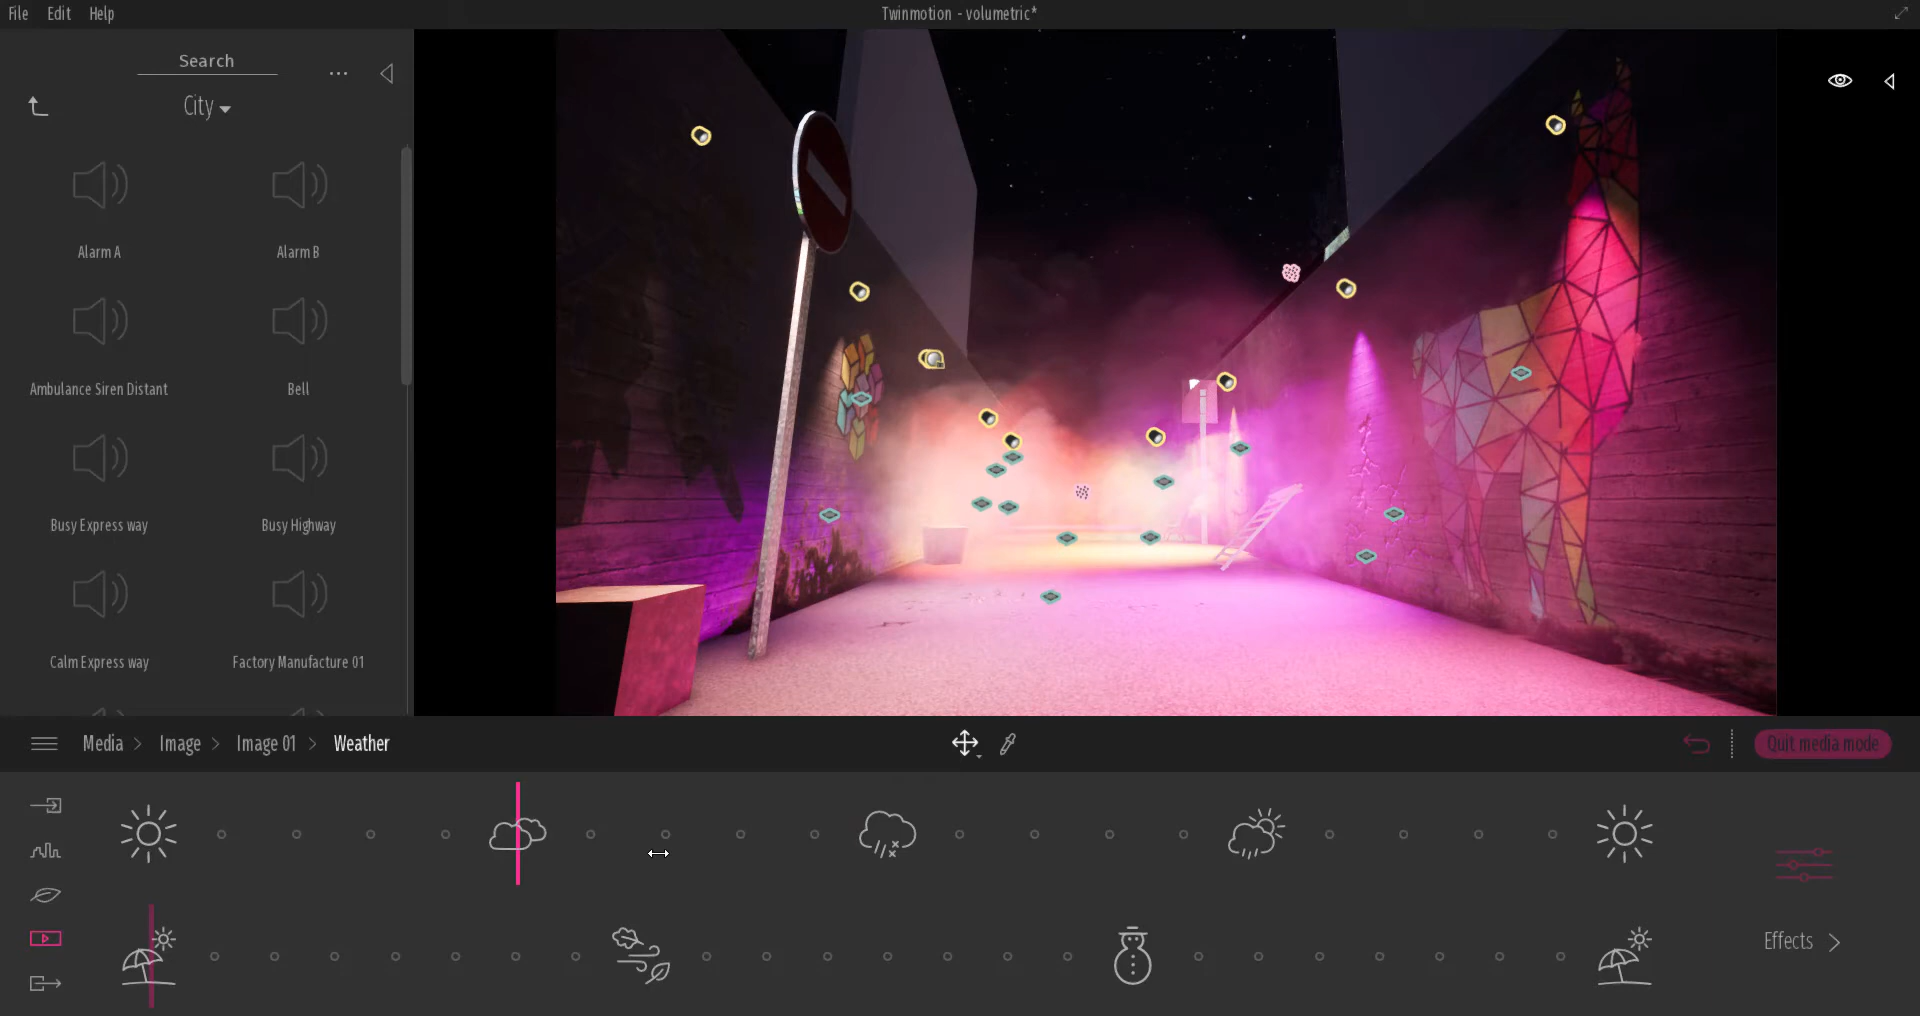 File Edit Help
Twinmotion - volumetric*
Search
...
City
Alarm A
Alarm B
Ambulance Siren Distant
Bell
Busy Express way
Busy Highway
Calm Express way
Factory Manufacture 01
Media > Image > Image 01 > Weather
Quit media mode
Effects >